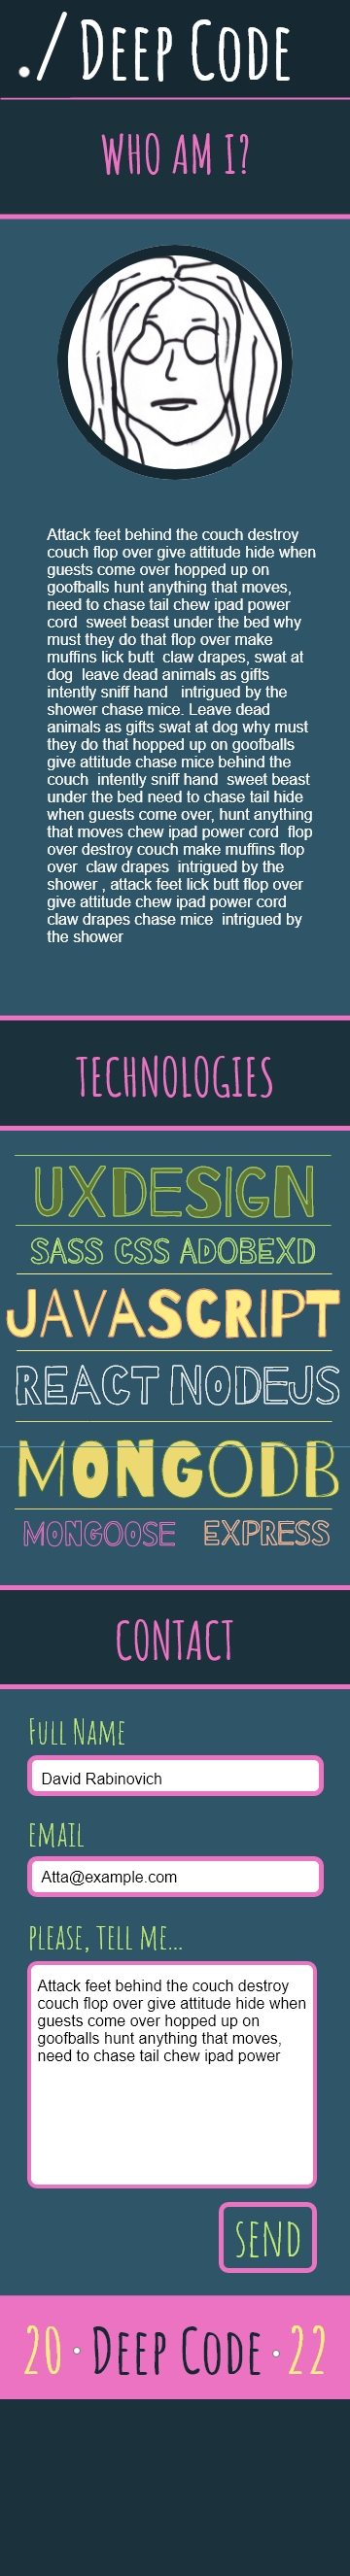 ./ Deep Code
WHO AM I?
Attack feet behind the couch destroy
couch flop over give attitude hide when
guests come over hopped up on
goofballs hunt anything that moves,
need to chase tail chew ipad power
cord  sweet beast under the bed why
must they do that flop over make
muffins lick butt  claw drapes, swat at
dog  leave dead animals as gifts
intently sniff hand   intrigued by the
shower chase mice. Leave dead
animals as gifts swat at dog why must
they do that hopped up on goofballs
give attitude chase mice behind the
couch  intently sniff hand  sweet beast
under the bed need to chase tail hide
when guests come over, hunt anything
that moves chew ipad power cord  flop
over destroy couch make muffins flop
over  claw drapes  intrigued by the
shower , attack feet lick butt flop over
give attitude chew ipad power cord
claw drapes chase mice  intrigued by
the shower
TECHNOLOGIES
UXDESIGN
SASS CSS ADOBEXD
JAVASCRIPT
REACT NODEJS
MONGODB
MONGOOSE EXPRESS
CONTACT
Full Name
David Rabinovich
EMAIL
Atta@example.com
PLEASE, TELL ME...
Attack feet behind the couch destroy
couch flop over give attitude hide when
guests come over hopped up on
goofballs hunt anything that moves,
need to chase tail chew ipad power
SEND
20 · Deep Code · 22